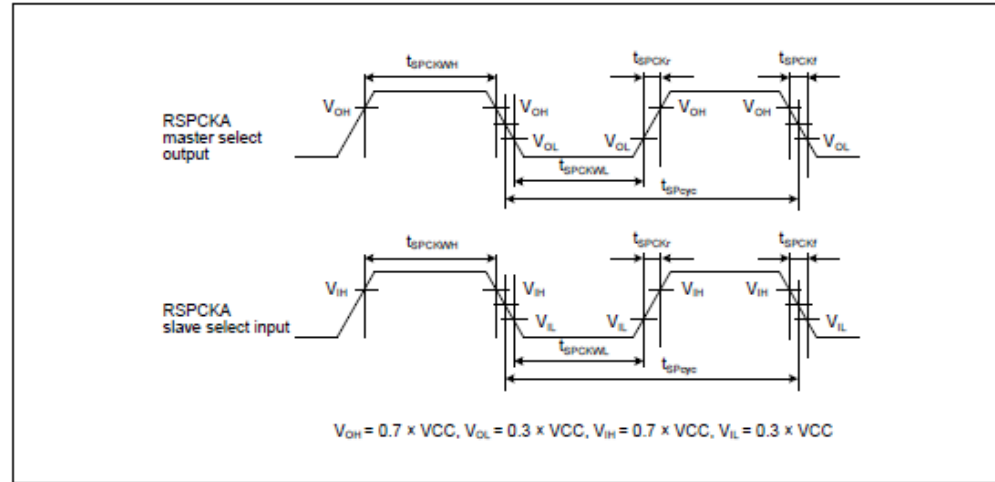 tSPCKWH
tSPCKr
tSPCKf
VOH
VOH
VOH
VOH
RSPCKA
master select
output
VOL
VOL
VOL
tSPCKWL
tSPcyc
tSPCKWH
tSPCKr
tSPCKf
VIH
VIH
VIH
VIH
RSPCKA
slave select input
VIL
VIL
VIL
tSPCKWL
tSPcyc
VOH = 0.7 × VCC, VOL = 0.3 × VCC, VIH = 0.7 × VCC, VIL = 0.3 × VCC